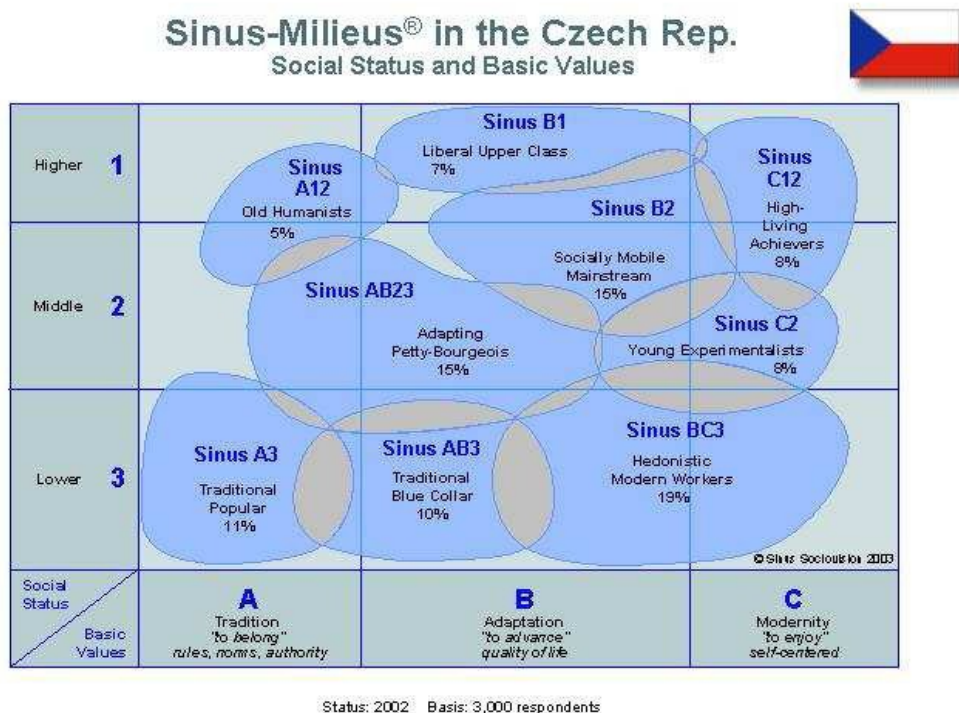 Sinus-Milieus® in the Czech Rep.
Social Status and Basic Values
Higher 1
Middle 2
Lower 3
Sinus B1
Liberal Upper Class
7%
Sinus
A12
Old Humanists
5%
Sinus
C12
High-
Living
Achievers
8%
Sinus B2
Socially Mobile
Mainstream
15%
Sinus AB23
Adapting
Petty-Bourgeois
15%
Sinus C2
Young Experimentalists
8%
Sinus A3
Traditional
Popular
11%
Sinus AB3
Traditional
Blue Collar
10%
Sinus BC3
Hedonistic
Modern Workers
19%
© Sinus Sociovision 2003
Social
Status
Basic
Values
A
Tradition
"to belong"
rules, norms, authority
B
Adaptation
"to advance"
quality of life
C
Modernity
"to enjoy"
self-centered
Status: 2002 Basis: 3,000 respondents